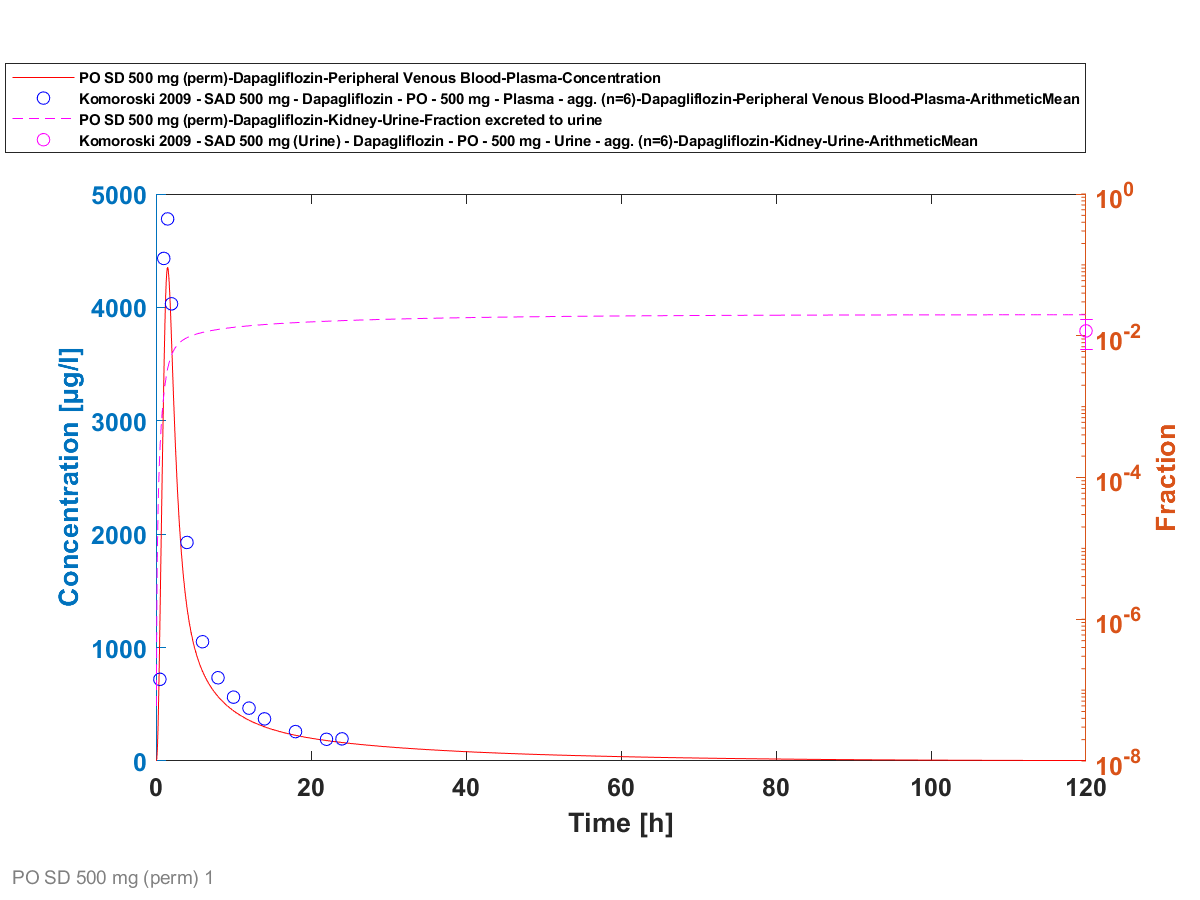 PO SD 500 mg (perm)-Dapagliflozin-Peripheral Venous Blood-Plasma-Concentration
Komoroski 2009 - SAD 500 mg - Dapagliflozin - PO - 500 mg - Plasma - agg. (n=6)-Dapagliflozin-Peripheral Venous Blood-Plasma-ArithmeticMean
PO SD 500 mg (perm)-Dapagliflozin-Kidney-Urine-Fraction excreted to urine
Komoroski 2009 - SAD 500 mg (Urine) - Dapagliflozin - PO - 500 mg - Urine - agg. (n=6)-Dapagliflozin-Kidney-Urine-ArithmeticMean
5000
4000
3000
2000
1000
0
Concentration [µg/l]
10^0
10^-2
10^-4
10^-6
10^-8
Fraction
0 20 40 60 80 100 120
Time [h]
PO SD 500 mg (perm) 1